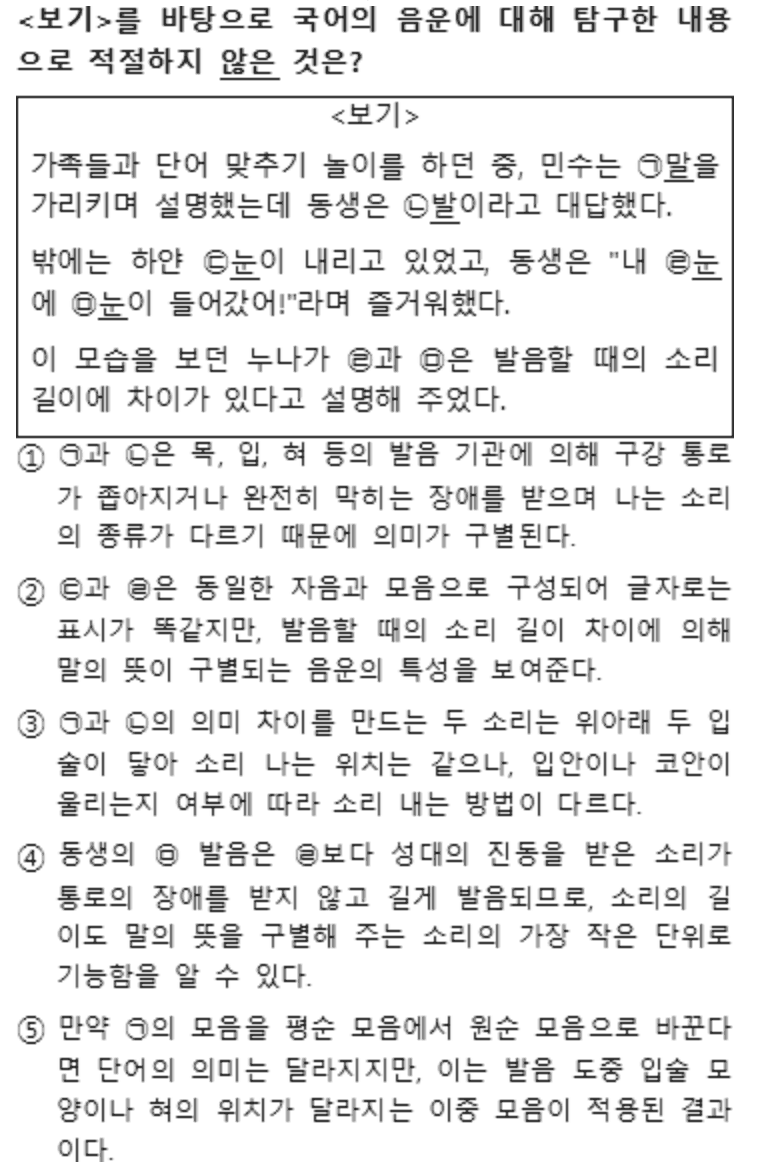 <보기>를 바탕으로 국어의 음운에 대해 탐구한 내용
으로 적절하지 않은 것은?
<보기>
가족들과 단어 맞추기 놀이를 하던 중, 민수는 ㉠말을
가리키며 설명했는데 동생은 ㉡발이라고 대답했다.
밖에는 하얀 ㉢눈이 내리고 있었고, 동생은 "내 ㉣눈
에 ㉤눈이 들어갔어!"라며 즐거워했다.
이 모습을 보던 누나가 ㉣과 ㉤은 발음할 때의 소리
길이에 차이가 있다고 설명해 주었다.
① ㉠과 ㉡은 목, 입, 혀 등의 발음 기관에 의해 구강 통로
가 좁아지거나 완전히 막히는 장애를 받으며 나는 소리
의 종류가 다르기 때문에 의미가 구별된다.
② ㉢과 ㉣은 동일한 자음과 모음으로 구성되어 글자로는
표시가 똑같지만, 발음할 때의 소리 길이 차이에 의해
말의 뜻이 구별되는 음운의 특성을 보여준다.
③ ㉠과 ㉡의 의미 차이를 만드는 두 소리는 위아래 두 입
술이 닿아 소리 나는 위치는 같으나, 입안이나 코안이
울리는지 여부에 따라 소리 내는 방법이 다르다.
④ 동생의 ㉤ 발음은 ㉣보다 성대의 진동을 받은 소리가
통로의 장애를 받지 않고 길게 발음되므로, 소리의 길
이도 말의 뜻을 구별해 주는 소리의 가장 작은 단위로
기능함을 알 수 있다.
⑤ 만약 ㉠의 모음을 평순 모음에서 원순 모음으로 바꾼다
면 단어의 의미는 달라지지만, 이는 발음 도중 입술 모
양이나 혀의 위치가 달라지는 이중 모음이 적용된 결과
이다.